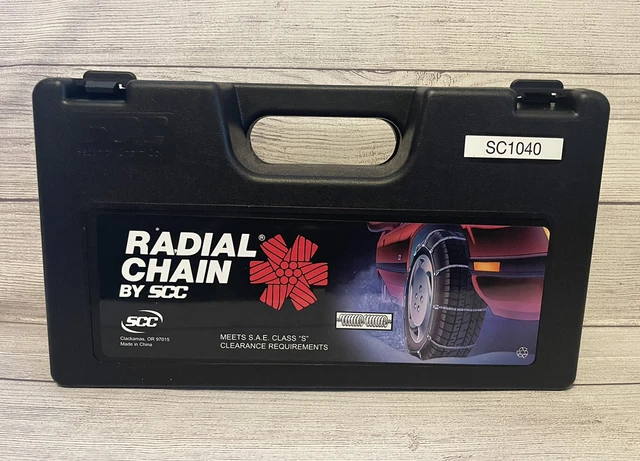 SC1040
RADIAL®
CHAIN
BY SCC
SCC
Clackamas, OR 97015
Made in China
MEETS S.A.E. CLASS "S"
CLEARANCE REQUIREMENTS